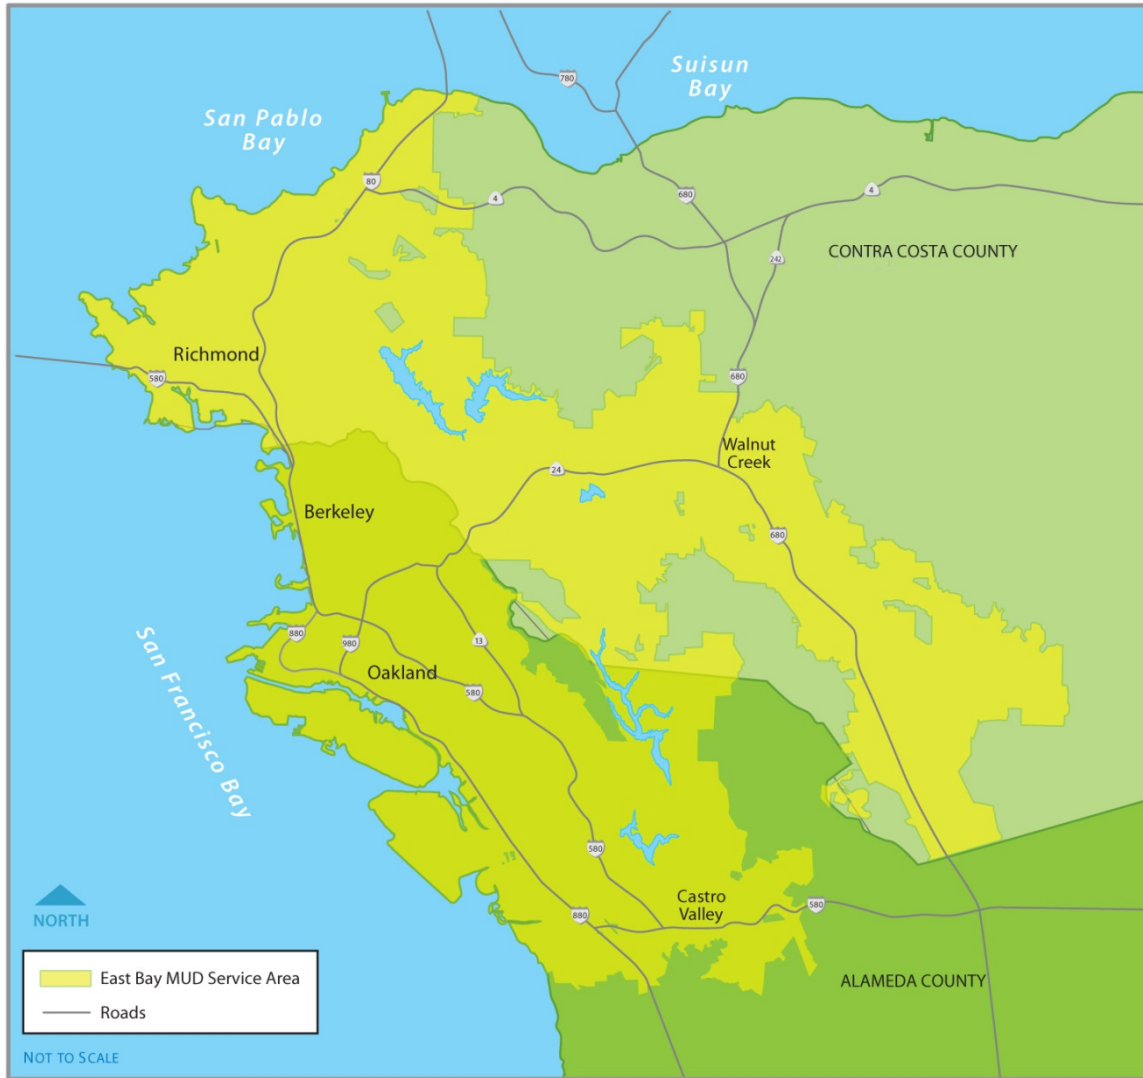 780
Suisun
Bay
San Pablo
Bay
80
4
680
4
CONTRA COSTA COUNTY
242
Richmond
580
680
Walnut
Creek
24
Berkeley
680
880
980
13
Oakland
580
San Francisco Bay
580
Castro
Valley
880
580
NORTH
East Bay MUD Service Area
Roads
ALAMEDA COUNTY
NOT TO SCALE